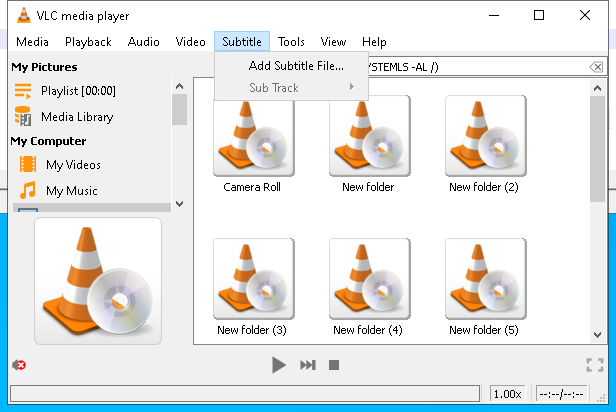 VLC media player
Media Playback Audio Video Subtitle Tools View Help
My Pictures
Playlist [00:00]
Media Library
My Computer
My Videos
My Music
Add Subtitle File...
Sub Track
STEMLS -AL /)
Camera Roll
New folder
New folder (2)
New folder (3)
New folder (4)
New folder (5)
1.00x
--:--/--:--